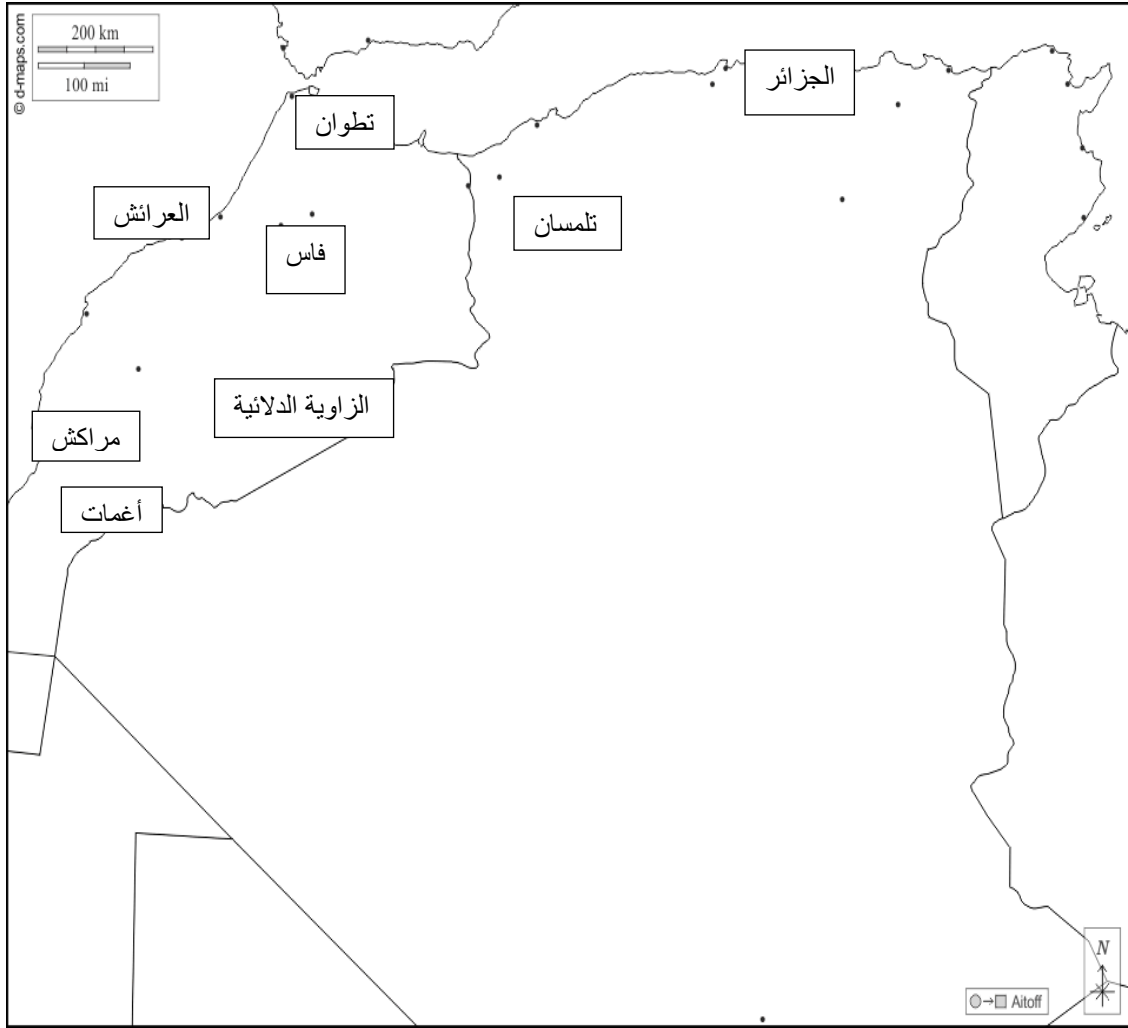 200 km
100 mi
© d-maps.com
الجزائر
تطوان
العرائش
تلمسان
فاس
الزاوية الدلائية
مراكش
أغمات
N
Aitoff